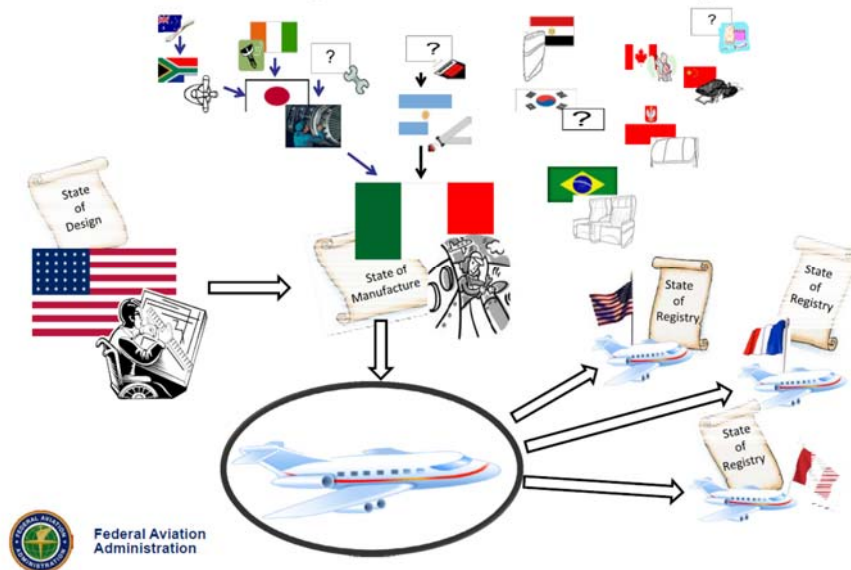 ?
?
?
?
State
of
Design
State of
Manufacture
State
of
Registry
State
of
Registry
State
of
Registry
Federal Aviation
Administration